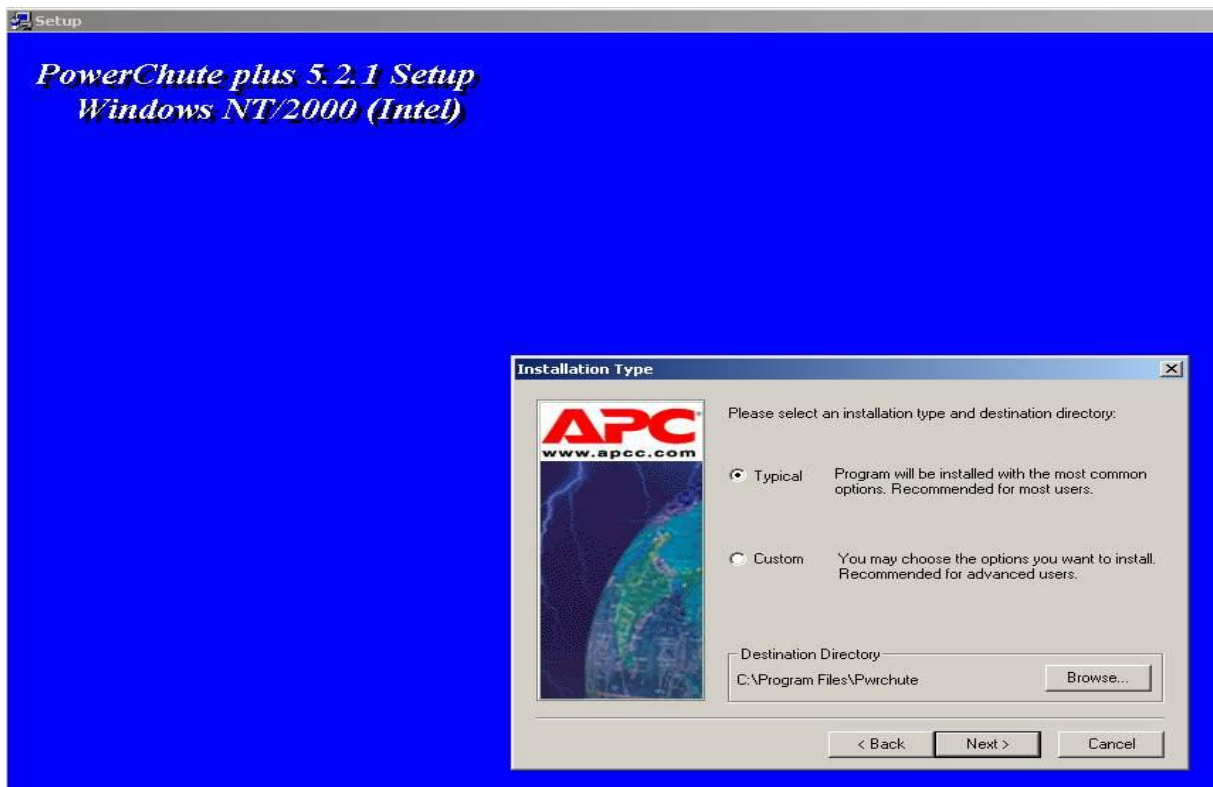 Setup
PowerChute plus 5.2.1 Setup
Windows NT/2000 (Intel)
Installation Type
APC
www.apcc.com
Please select an installation type and destination directory:
Typical
Program will be installed with the most common
options. Recommended for most users.
Custom
You may choose the options you want to install.
Recommended for advanced users.
Destination Directory
C:\Program Files\Pwrchute
Browse...
< Back
Next >
Cancel